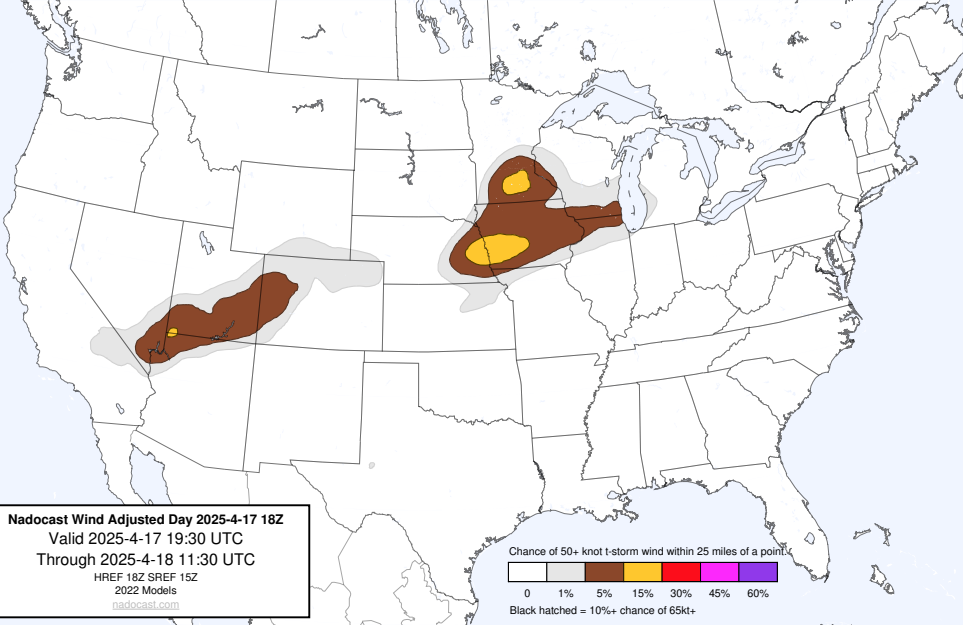 Nadocast Wind Adjusted Day 2025-4-17 18Z
Valid 2025-4-17 19:30 UTC
Through 2025-4-18 11:30 UTC
HREF 18Z SREF 15Z
2022 Models
nadocast.com
Chance of 50+ knot t-storm wind within 25 miles of a point.
0 1% 5% 15% 30% 45% 60%
Black hatched = 10%+ chance of 65kt+